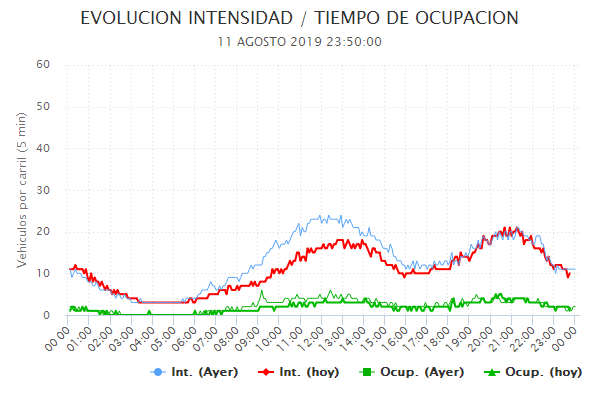 EVOLUCION INTENSIDAD / TIEMPO DE OCUPACION
11 AGOSTO 2019 23:50:00
Vehiculos por carril (5 min)
60
50
40
30
20
10
0
00:00 01:00 02:00 03:00 04:00 05:00 06:00 07:00 08:00 09:00 10:00 11:00 12:00 13:00 14:00 15:00 16:00 17:00 18:00 19:00 20:00 21:00 22:00 23:00 00:00
Int. (Ayer) Int. (hoy) Ocup. (Ayer) Ocup. (hoy)